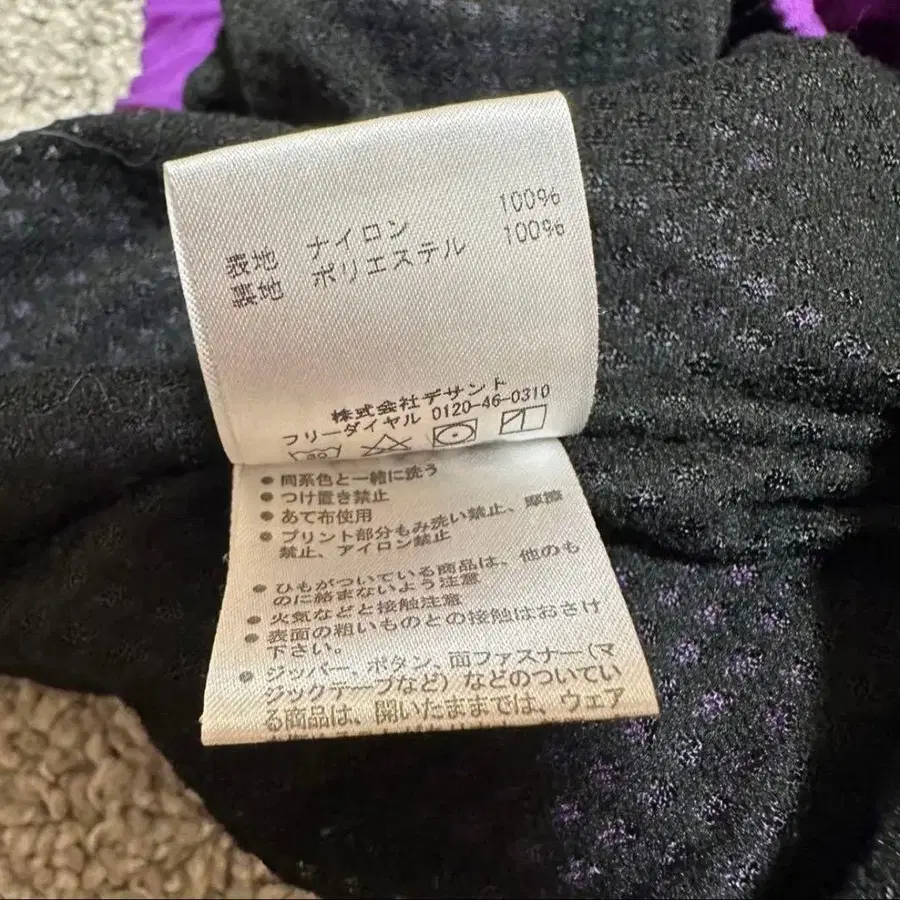 表地 ナイロン 100%
裏地 ポリエステル 100%
株式会社デサント
フリーダイヤル 0120-46-0310
● 同系色と一緒に洗う
● つけ置き禁止
● あて布使用
● プリント部分もみ洗い禁止、摩擦
禁止、アイロン禁止
● ひもがついている商品は、他のも
のに絡まないよう注意
● 火気などと接触注意
● 表面の粗いものとの接触はおさけ
下さい。
● ジッパー、ボタン、面ファスナー(マ
ジックテープなど)などのついてい
る商品は、開いたままでは、ウェア